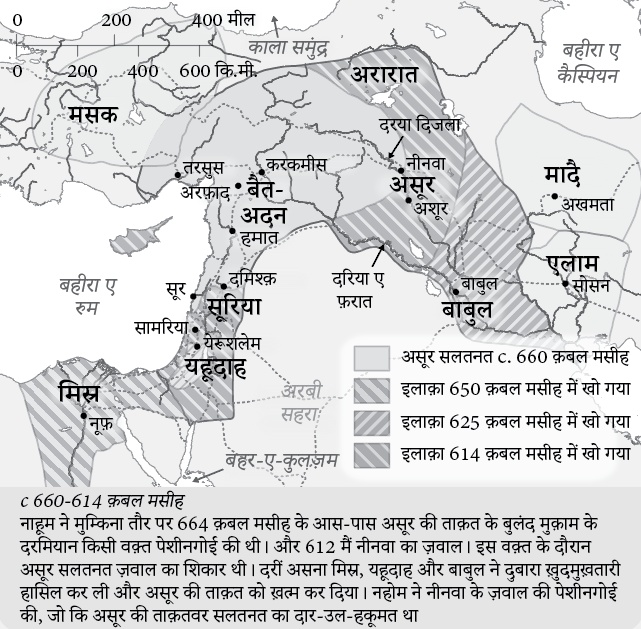 0 200 400 मील
0 200 400 600 कि.मी.
काला समुंद्र
बहीरा ए
कैस्पियन
अरारात
मसक
दरया दिजला
तरसुस
करकमीस
नीनवा
अरफ़ाद
बैत-
अदन
असूर
अशूर
मादै
अखमता
हमात
एलाम
सोसन
बहीरा ए
रुम
सूर
दमिश्क़
सूरिया
दरिया ए
फ़रात
बाबुल
बाबुल
सामरिया
येरूशलेम
यहूदाह
मिस्र
नूफ़
अरबी
सहरा
बहर-ए-कुलज़म
असूर सलतनत c. 660 क़बल मसीह
इलाक़ा 650 क़बल मसीह में खो गया
इलाक़ा 625 क़बल मसीह में खो गया
इलाक़ा 614 क़बल मसीह में खो गया
c 660-614 क़बल मसीह
नाहूम ने मुम्किना तौर पर 664 क़बल मसीह के आस-पास असूर की ताक़त के बुलंद मुक़ाम के
दरमियान किसी वक़्त पेशीनगोई की थी। और 612 मैं नीनवा का ज़वाल। इस वक़्त के दौरान
असूर सलतनत ज़वाल का शिकार थी। दरीं असना मिस्र, यहूदाह और बाबुल ने दुबारा ख़ुदमुख़तारी
हासिल कर ली और असूर की ताक़त को ख़त्म कर दिया। नहोम ने नीनवा के ज़वाल की पेशीनगोई
की, जो कि असूर की ताक़तवर सलतनत का दार-उल-हकूमत था